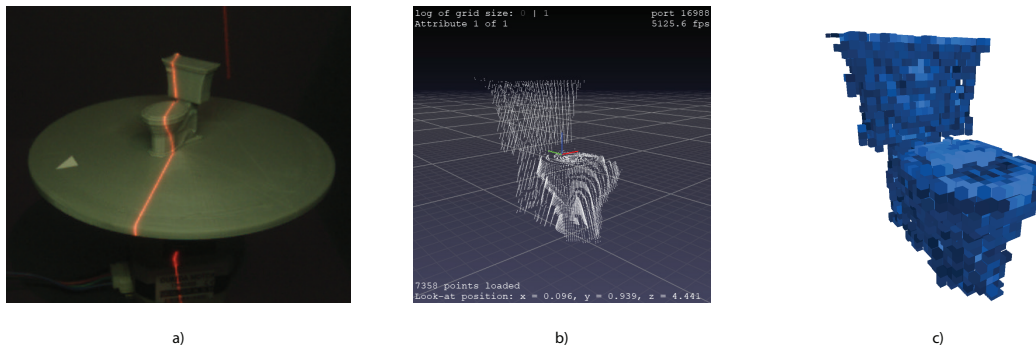 log of grid size: 0 | 1
port 16988
Attribute 1 of 1
5125.6 fps
7358 points loaded
Look-at position: x = 0.096, y = 0.939, z = 4.441
a)
b)
c)